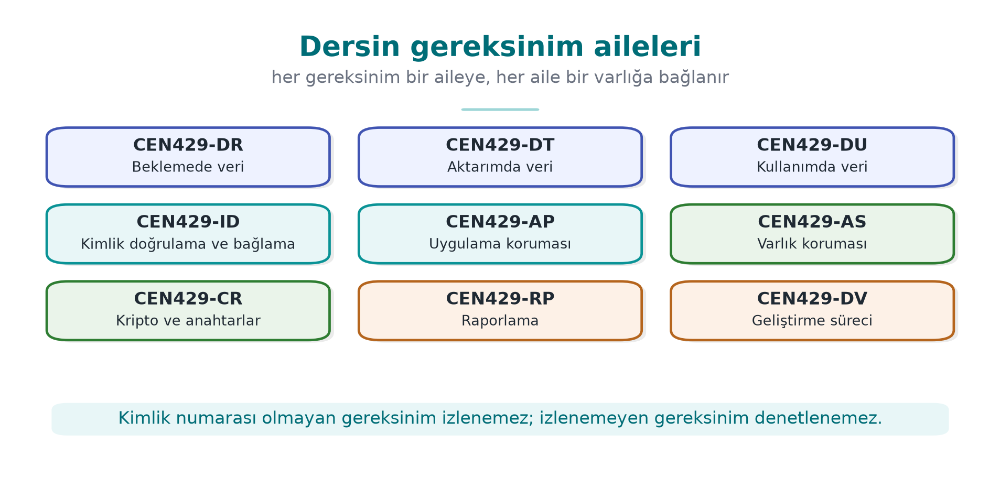 Dersin gereksinim aileleri
her gereksinim bir aileye, her aile bir varlığa bağlanır
CEN429-DR
Beklemede veri
CEN429-DT
Aktarımda veri
CEN429-DU
Kullanımda veri
CEN429-ID
Kimlik doğrulama ve bağlama
CEN429-AP
Uygulama koruması
CEN429-AS
Varlık koruması
CEN429-CR
Kripto ve anahtarlar
CEN429-RP
Raporlama
CEN429-DV
Geliştirme süreci
Kimlik numarası olmayan gereksinim izlenemez; izlenemeyen gereksinim denetlenemez.